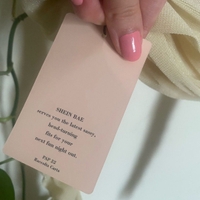 SHEIN BAE
serves you the latest sassy,
head-turning
fits for your
next fun night out.